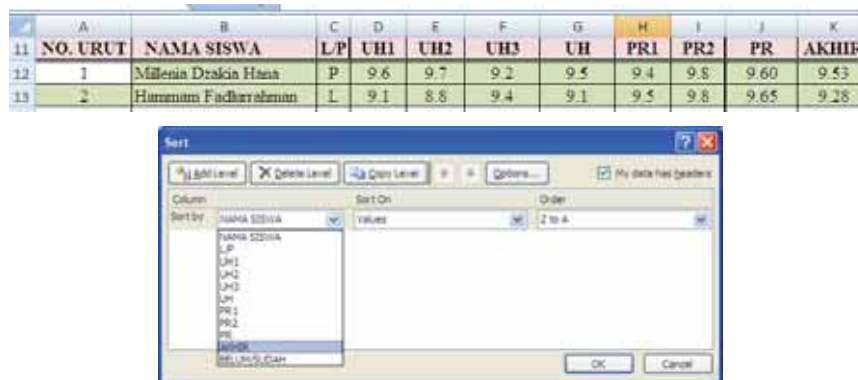 A B C D E F G H I J K
11 NO. URUT NAMA SISWA L/P UH1 UH2 UH3 UH PR1 PR2 PR AKHIR
12 1 Millenia Dzakia Hana P 9.6 9.7 9.2 9.5 9.4 9.8 9.60 9.53
13 2 Hammam Fadlurrahman L 9.1 8.8 9.4 9.1 9.5 9.8 9.65 9.28
Sort
Add Level Delete Level Copy Level Options... My data has headers
Column Sort On Order
Sort by NAMA SISWA Values Z to A
NAMA SISWA
L/P
UH1
UH2
UH3
UH
PR1
PR2
PR
AKHIR
BELUM/SUDAH
OK Cancel